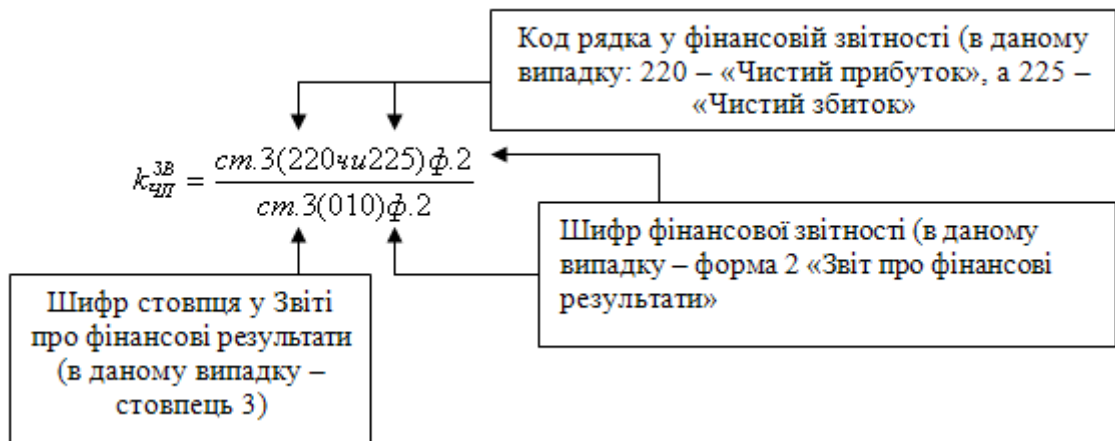 Код рядка у фінансовій звітності (в даному
випадку: 220 – «Чистий прибуток», а 225 –
«Чистий збиток»
k ЗВ ЧП = ст.3(220чи225)ф.2
ст.3(010)ф.2
Шифр фінансової звітності (в даному
випадку – форма 2 «Звіт про фінансові
результати»
Шифр стовпця у Звіті
про фінансові результати
(в даному випадку –
стовпець 3)